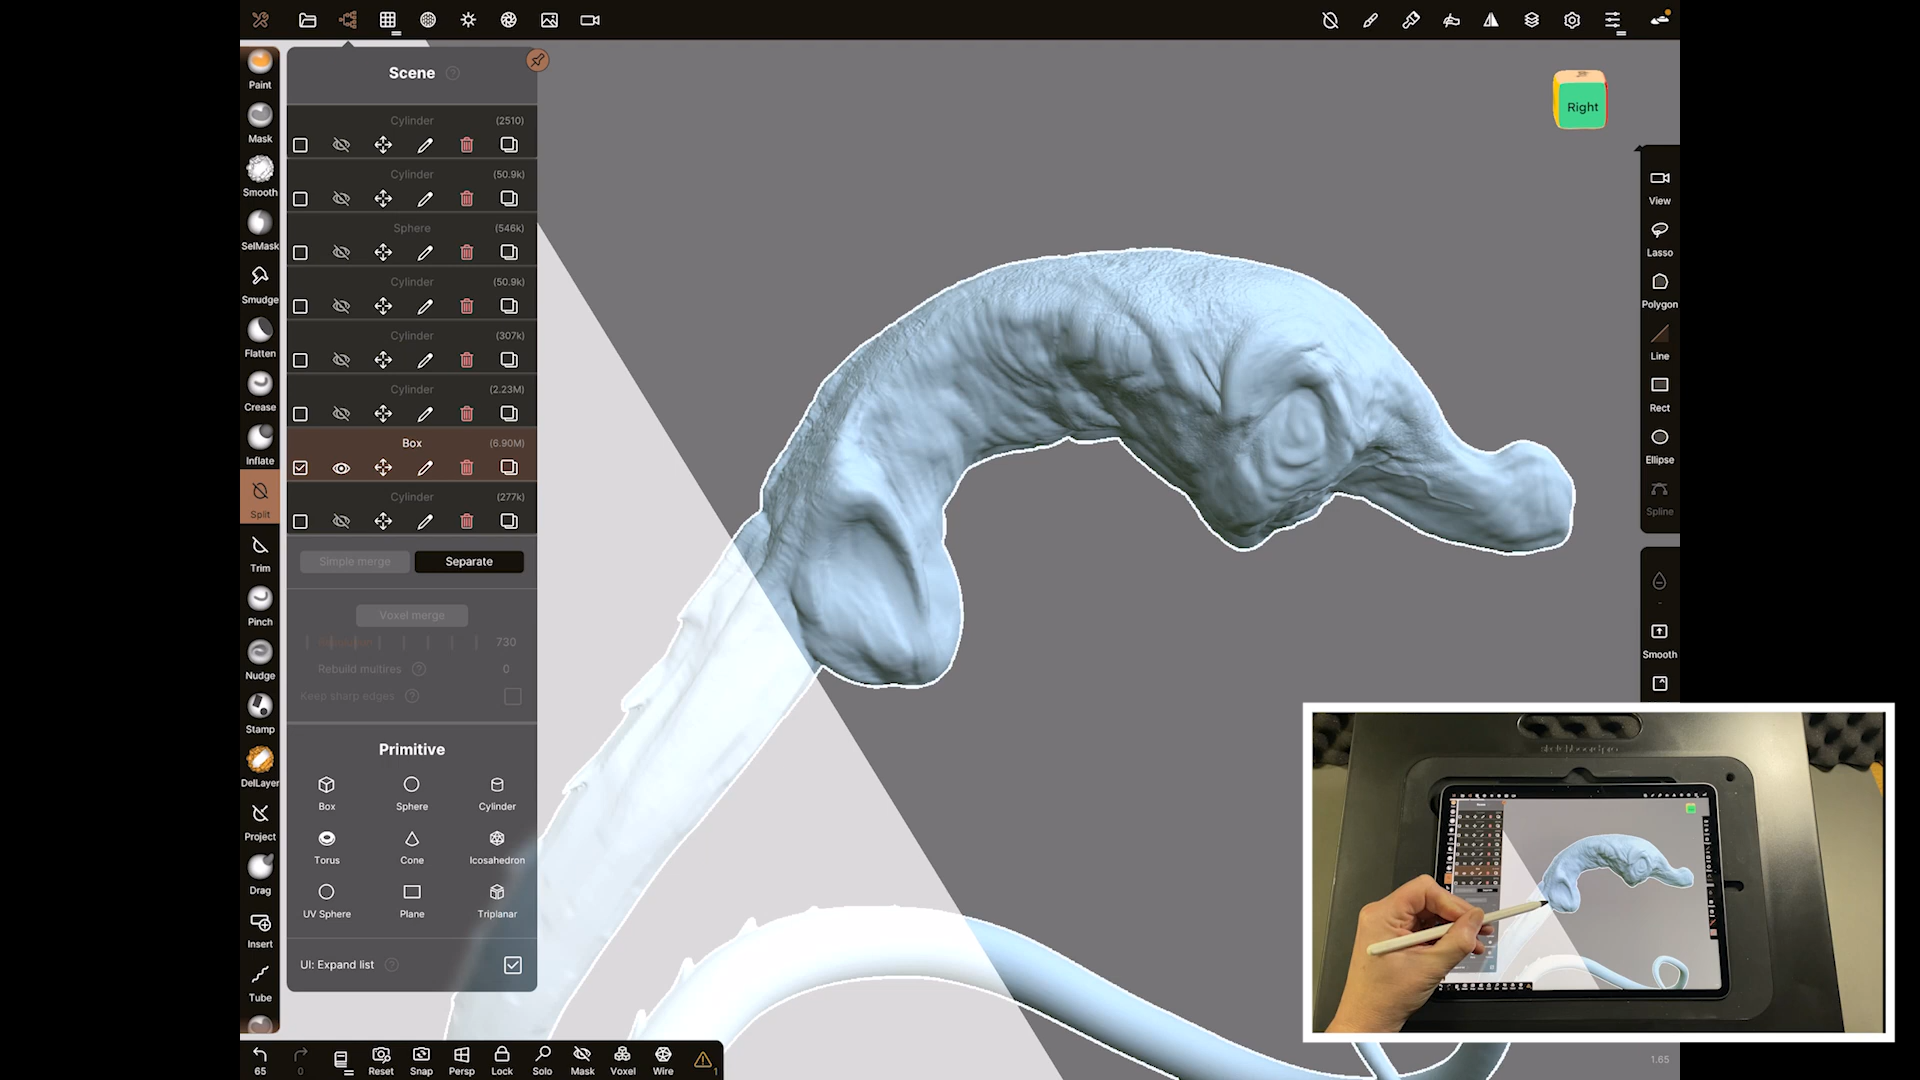 Scene
Paint
Mask
Smooth
SelMask
Smudge
Flatten
Crease
Inflate
Split
Trim
Pinch
Nudge
Stamp
DelLayer
Project
Drag
Insert
Tube
Cylinder (2510)
Cylinder (50.9k)
Sphere (546k)
Cylinder (50.9k)
Cylinder (307k)
Cylinder (2.23M)
Box (6.90M)
Cylinder (277k)
Simple merge Separate
Voxel merge
730
Rebuild multires ? 0
Keep sharp edges ?
Primitive
Box Sphere Cylinder
Torus Cone Icosahedron
UV Sphere Plane Triplanar
UI: Expand list ?
65 0 Reset Snap Persp Lock Solo Mask Voxel Wire 1
Right
View
Lasso
Polygon
Line
Rect
Ellipse
Spline
Smooth
sketchboard pro
1.65